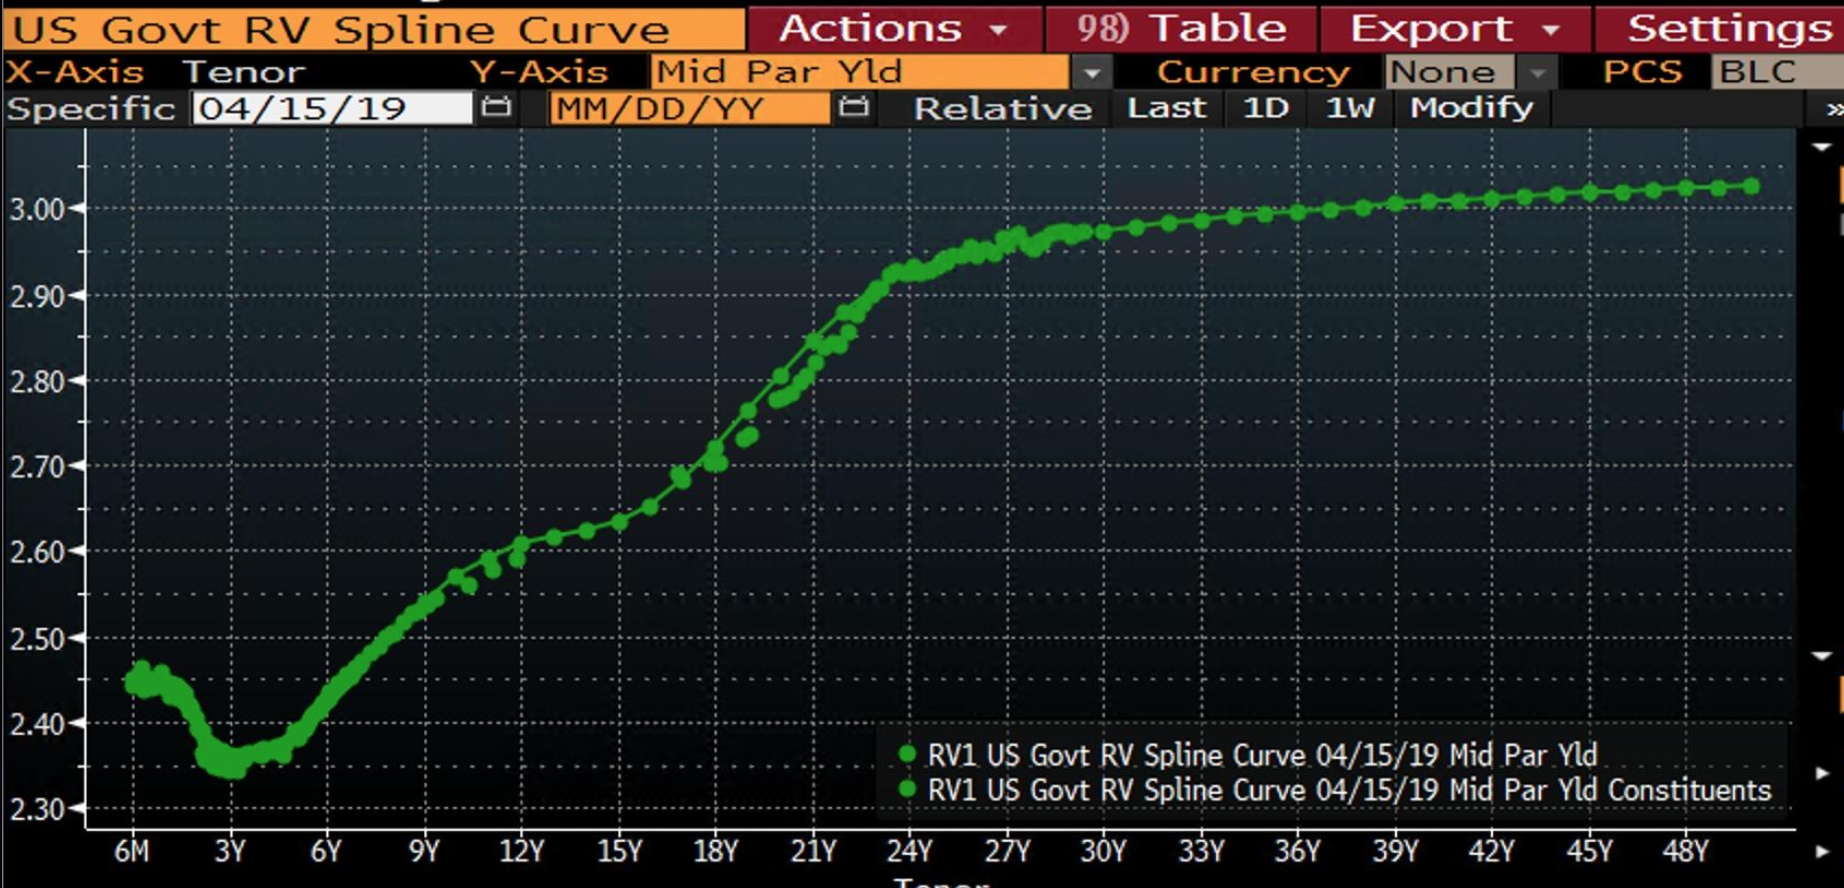 US Govt RV Spline Curve Actions 98) Table Export Settings
X-Axis Tenor Y-Axis Mid Par Yld Currency None PCS BLC
Specific 04/15/19 MM/DD/YY Relative Last 1D 1W Modify »
3.00
2.90
2.80
2.70
2.60
2.50
2.40
2.30
RV1 US Govt RV Spline Curve 04/15/19 Mid Par Yld
RV1 US Govt RV Spline Curve 04/15/19 Mid Par Yld Constituents
6M 3Y 6Y 9Y 12Y 15Y 18Y 21Y 24Y 27Y 30Y 33Y 36Y 39Y 42Y 45Y 48Y
Tenor